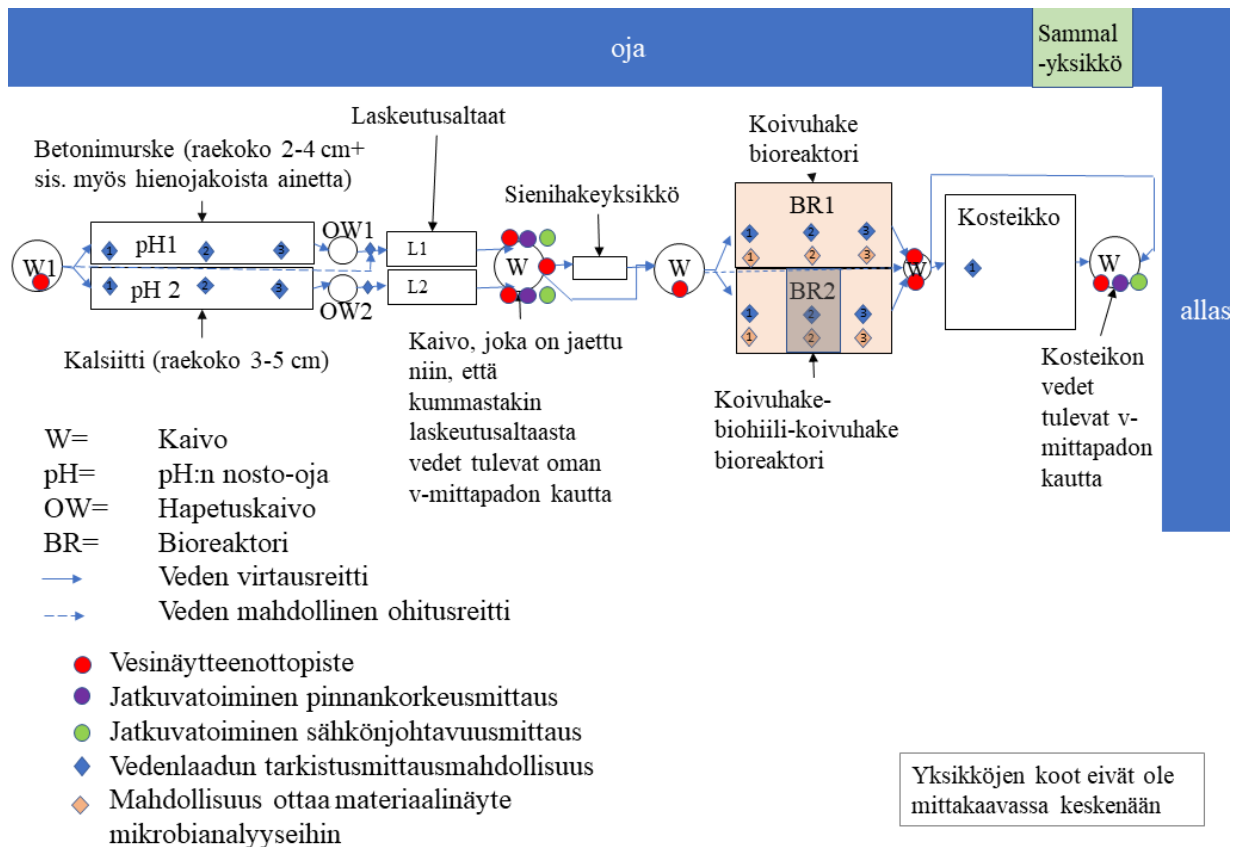 oja
Sammal
-yksikkö
allas
Laskeutusaltaat
Betonimurske (raekoko 2-4 cm+
sis. myös hienojakoista ainetta)
Sienihakeyksikkö
Koivuhake
bioreaktori
W1
pH1
1
2
3
pH 2
1
2
3
OW1
OW2
L1
L2
W
W
BR1
1
2
3
1
2
3
BR2
1
2
3
1
2
3
W
Kosteikko
1
W
Kalsiitti (raekoko 3-5 cm)
Kaivo, joka on jaettu
niin, että
kummastakin
laskeutusaltaasta
vedet tulevat oman
v-mittapadon kautta
Koivuhake-
biohiili-koivuhake
bioreaktori
Kosteikon
vedet
tulevat v-
mittapadon
kautta
W= Kaivo
pH= pH:n nosto-oja
OW= Hapetuskaivo
BR= Bioreaktori
Veden virtausreitti
Veden mahdollinen ohitusreitti
Vesinäytteenottopiste
Jatkuvatoiminen pinnankorkeusmittaus
Jatkuvatoiminen sähkönjohtavuusmittaus
Vedenlaadun tarkistusmittausmahdollisuus
Mahdollisuus ottaa materiaalinäyte
mikrobianalyyseihin
Yksikköjen koot eivät ole
mittakaavassa keskenään